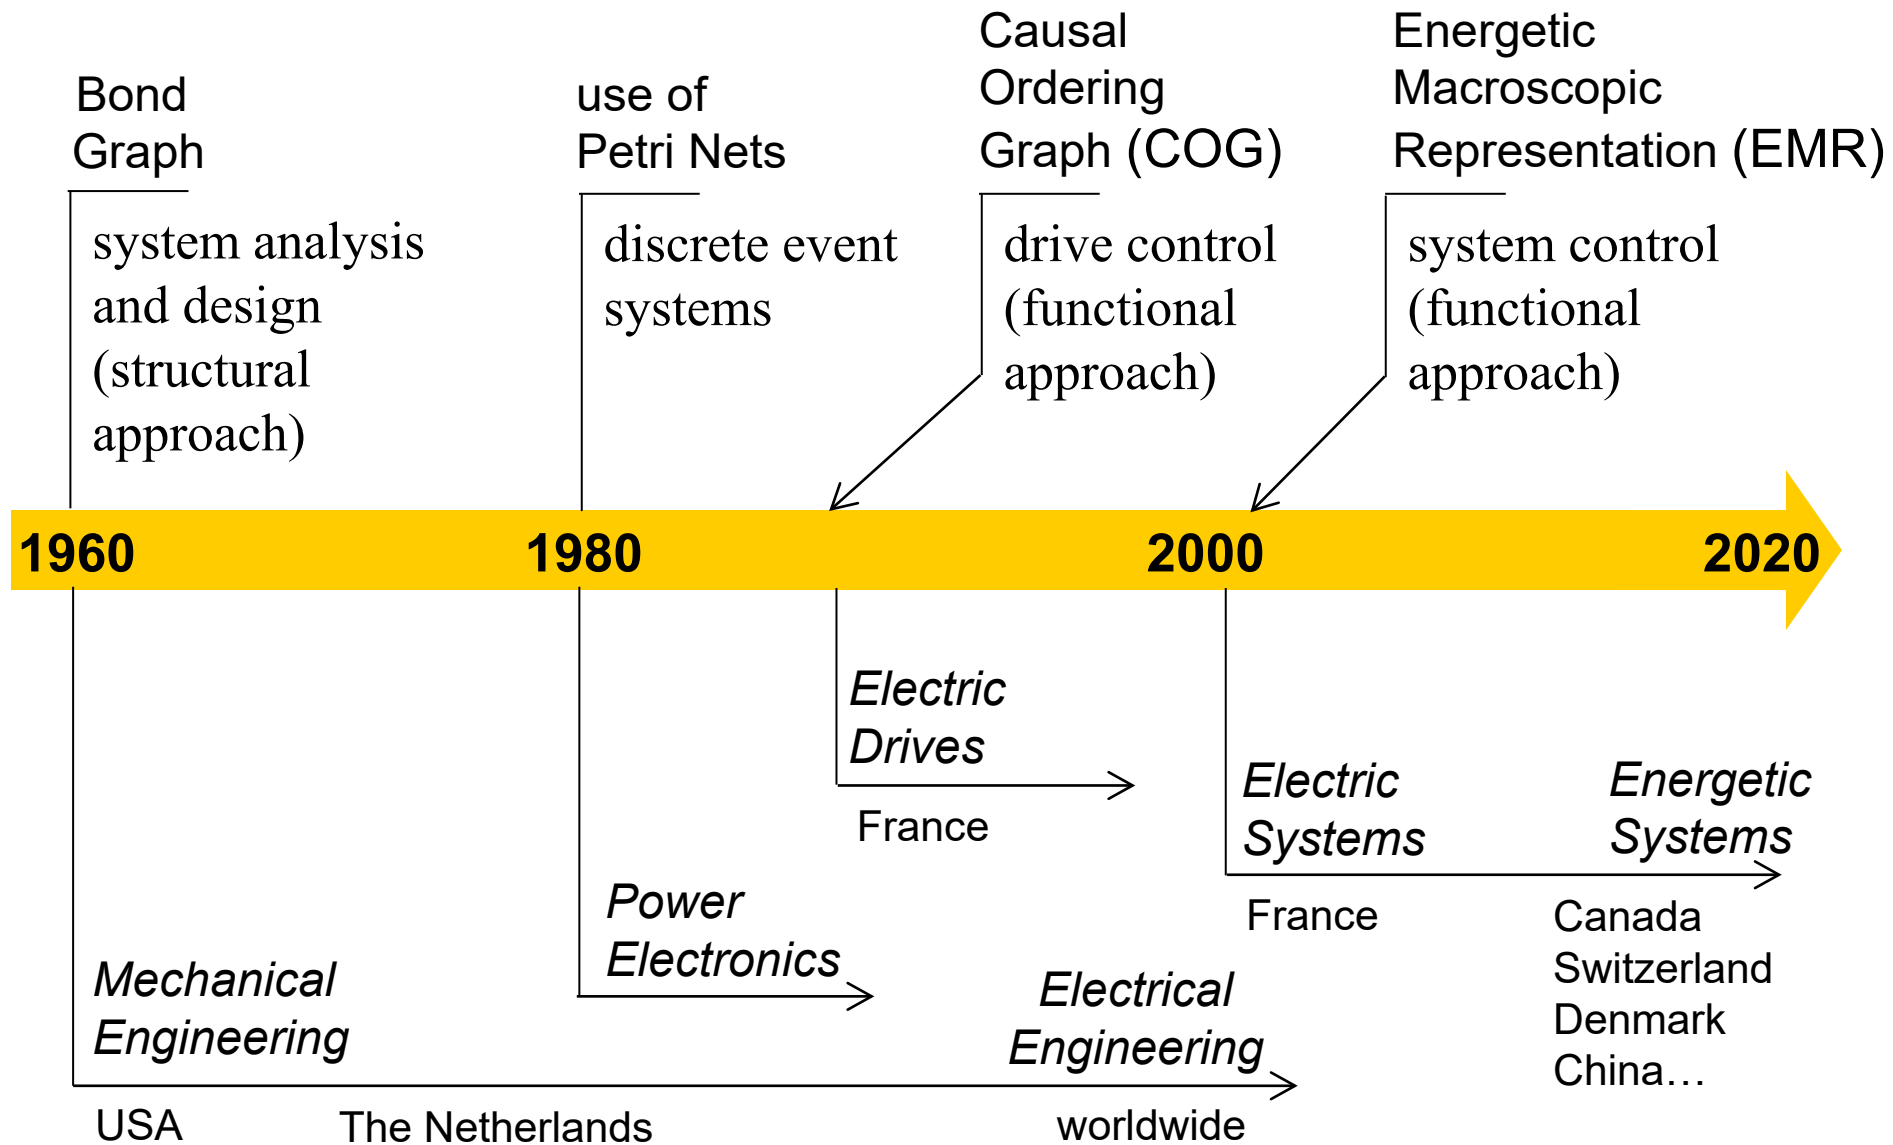 Bond
Graph
system analysis
and design
(structural
approach)
use of
Petri Nets
discrete event
systems
Causal
Ordering
Graph (COG)
drive control
(functional
approach)
Energetic
Macroscopic
Representation (EMR)
system control
(functional
approach)
1960
1980
2000
2020
Electric
Drives
France
Electric
Systems
France
Energetic
Systems
Canada
Switzerland
Denmark
China…
Power
Electronics
Mechanical
Engineering
Electrical
Engineering
USA
The Netherlands
worldwide